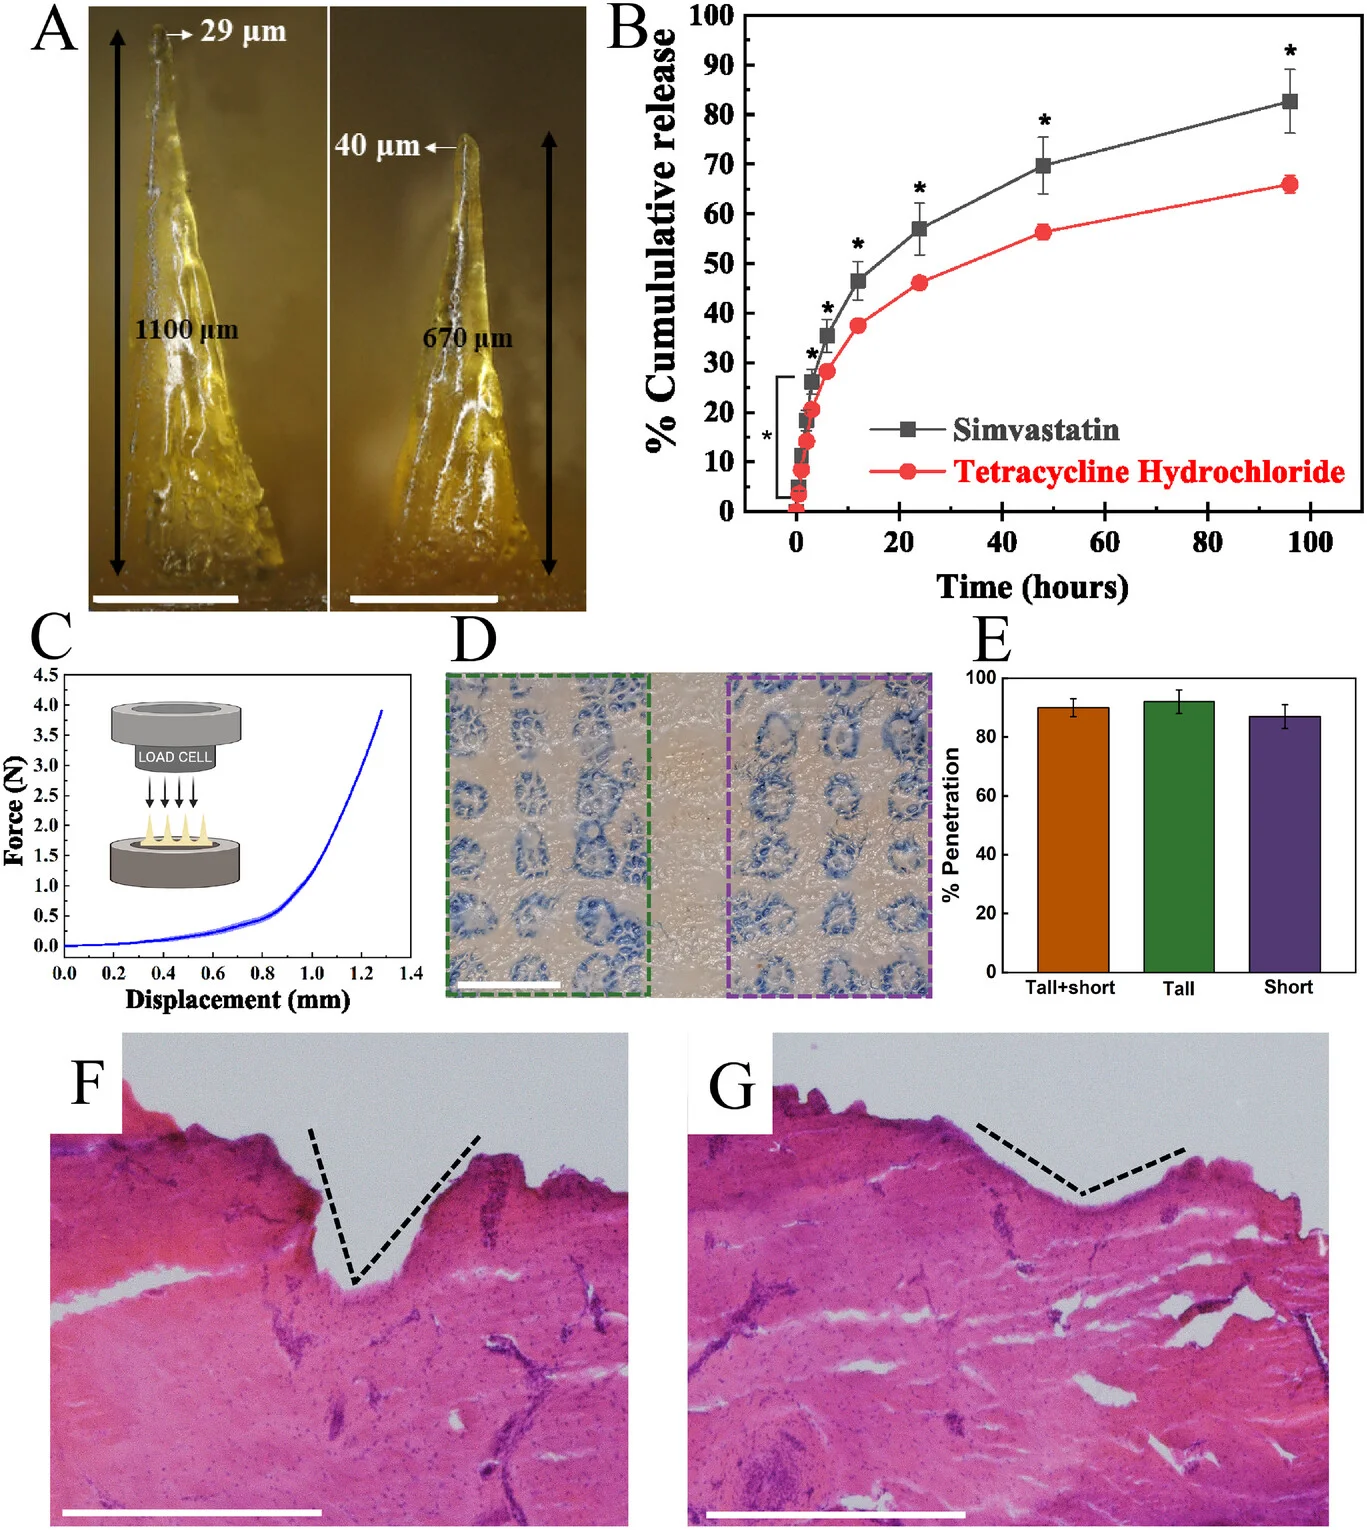 A
29 µm
40 µm
1100 µm
670 µm
B
% Cumululative release
100
90
80
70
60
50
40
30
20
10
0
*
*
*
*
*
*
*
Simvastatin
Tetracycline Hydrochloride
0 20 40 60 80 100
Time (hours)
C
Force (N)
4.5
4.0
3.5
3.0
2.5
2.0
1.5
1.0
0.5
0.0
LOAD CELL
0.0 0.2 0.4 0.6 0.8 1.0 1.2 1.4
Displacement (mm)
D
E
% Penetration
100
80
60
40
20
0
Tall+short Tall Short
F
G